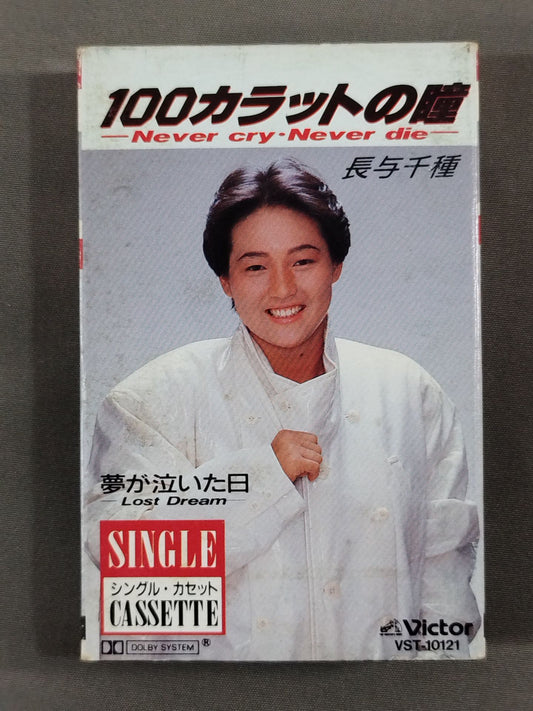 100カラットの瞳
—Never cry・Never die—
長与千種
夢が泣いた日
—Lost Dream—
SINGLE
シングル・カセット
CASSETTE
DOLBY SYSTEM ®
Victor
VST-10121